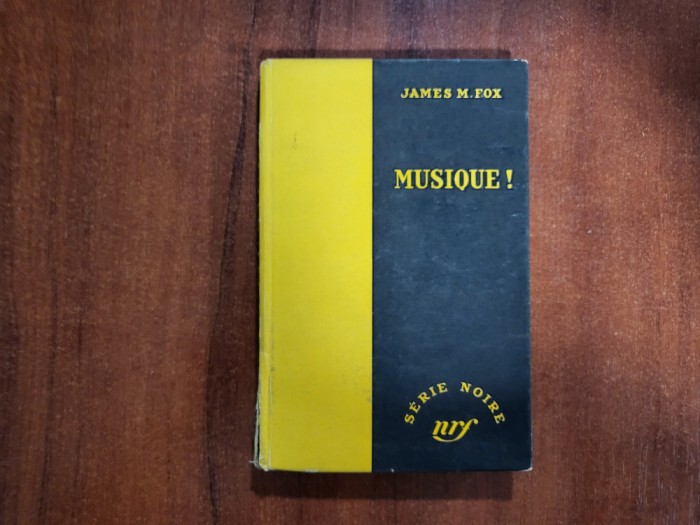 JAMES M. FOX
MUSIQUE !
SÉRIE NOIRE
nrf